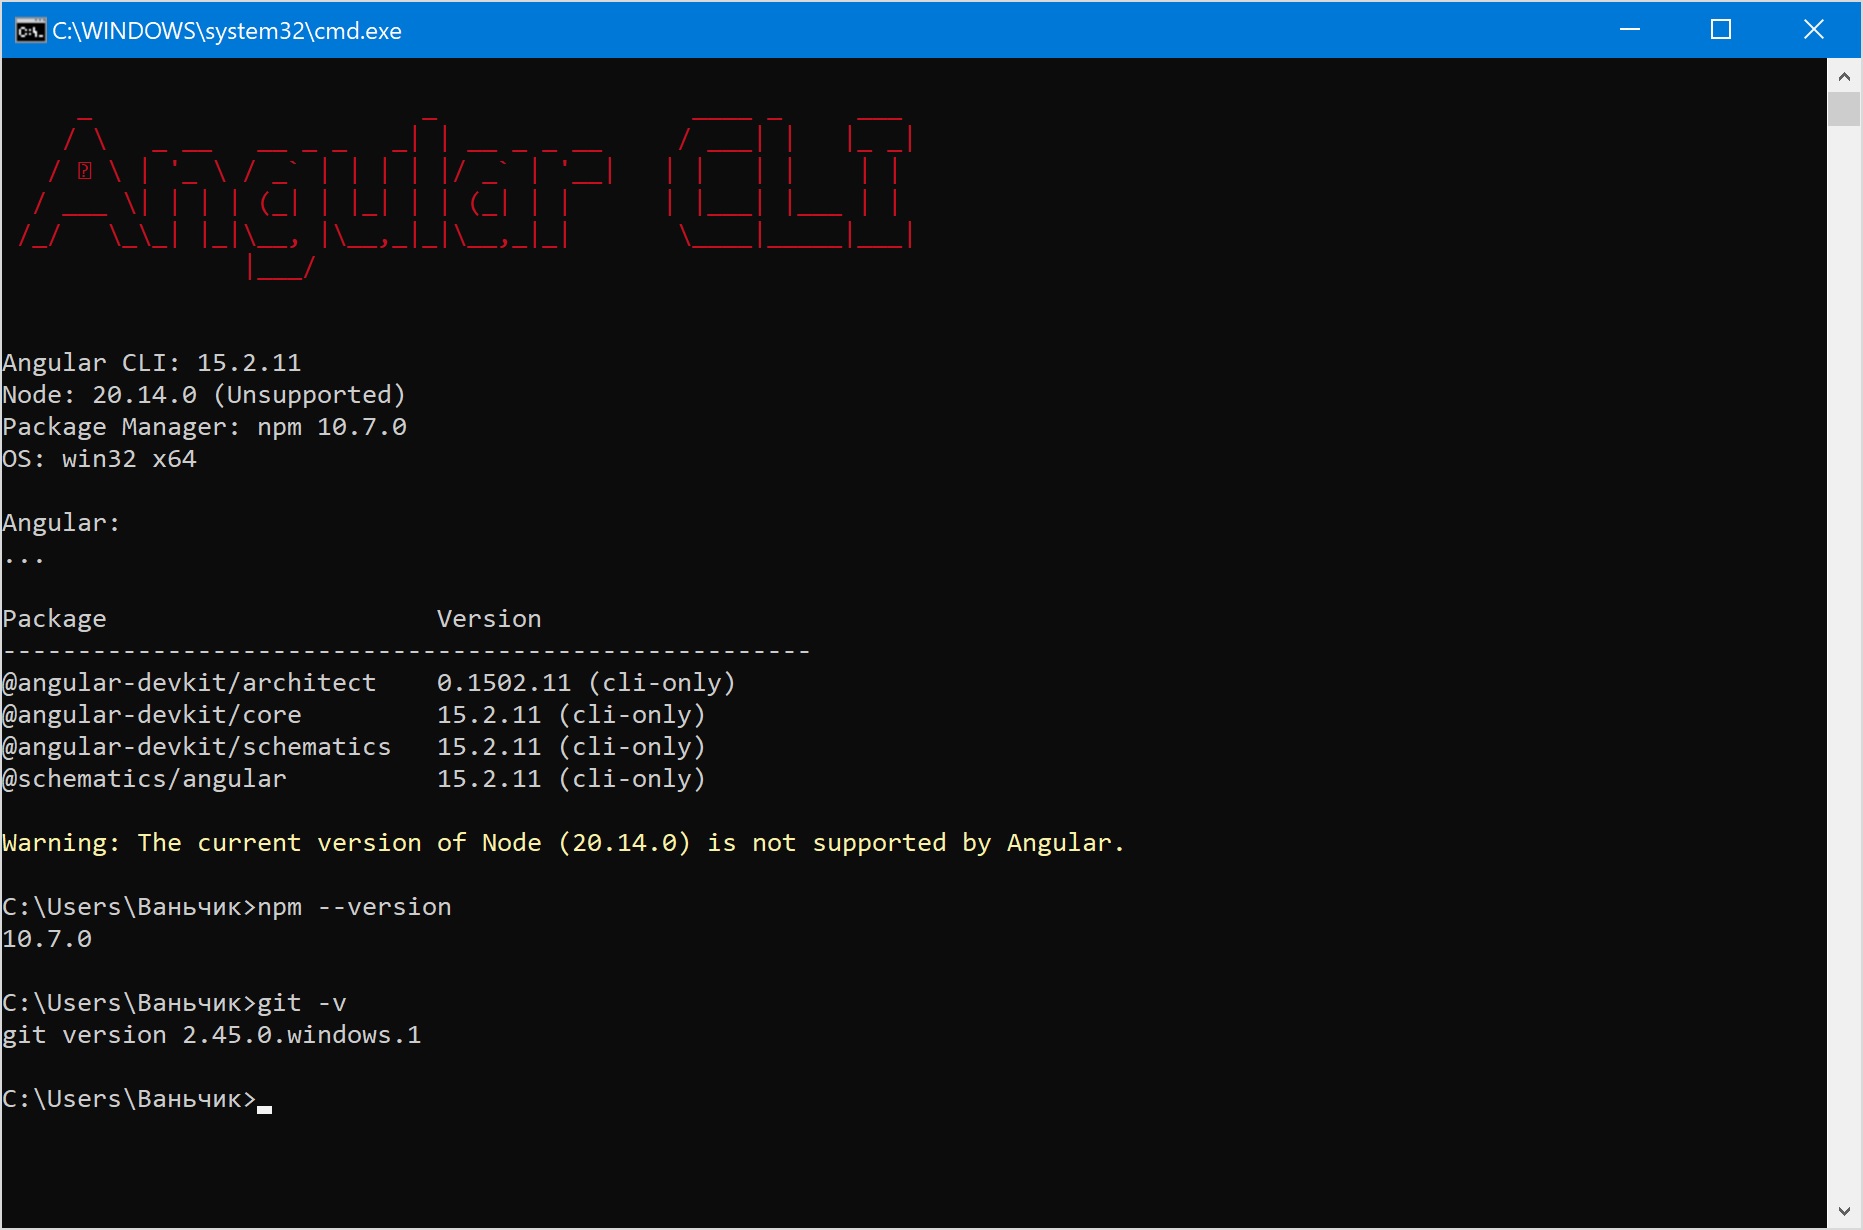 C:\WINDOWS\system32\cmd.exe
Angular CLI
Angular CLI: 15.2.11
Node: 20.14.0 (Unsupported)
Package Manager: npm 10.7.0
OS: win32 x64
Angular:
...
Package Version
------------------------------------------------------
@angular-devkit/architect 0.1502.11 (cli-only)
@angular-devkit/core 15.2.11 (cli-only)
@angular-devkit/schematics 15.2.11 (cli-only)
@schematics/angular 15.2.11 (cli-only)
Warning: The current version of Node (20.14.0) is not supported by Angular.
C:\Users\Ваньчик>npm --version
10.7.0
C:\Users\Ваньчик>git -v
git version 2.45.0.windows.1
C:\Users\Ваньчик>